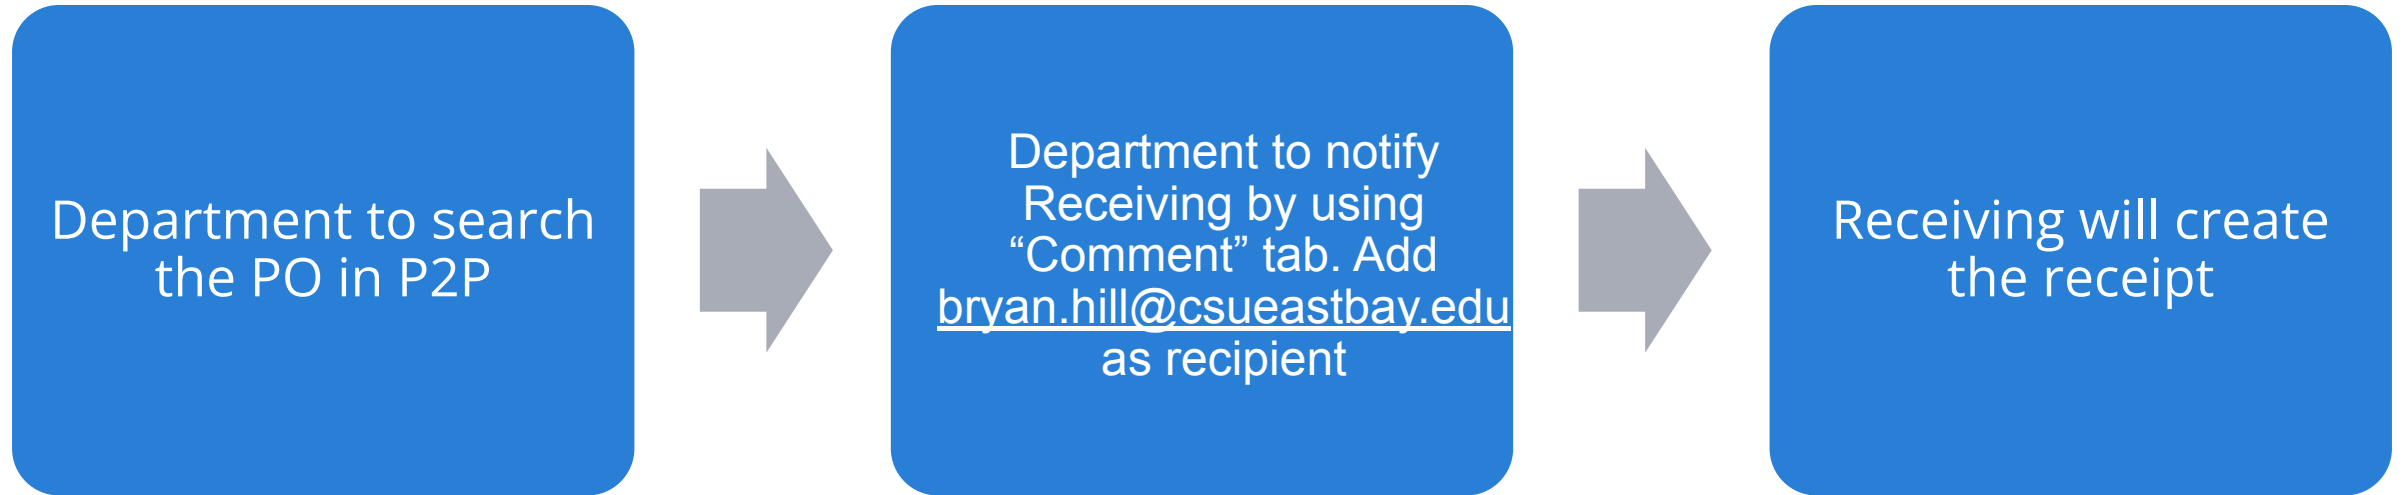 Department to search
the PO in P2P
Department to notify
Receiving by using
“Comment” tab. Add
bryan.hill@csueastbay.edu
as recipient
Receiving will create
the receipt